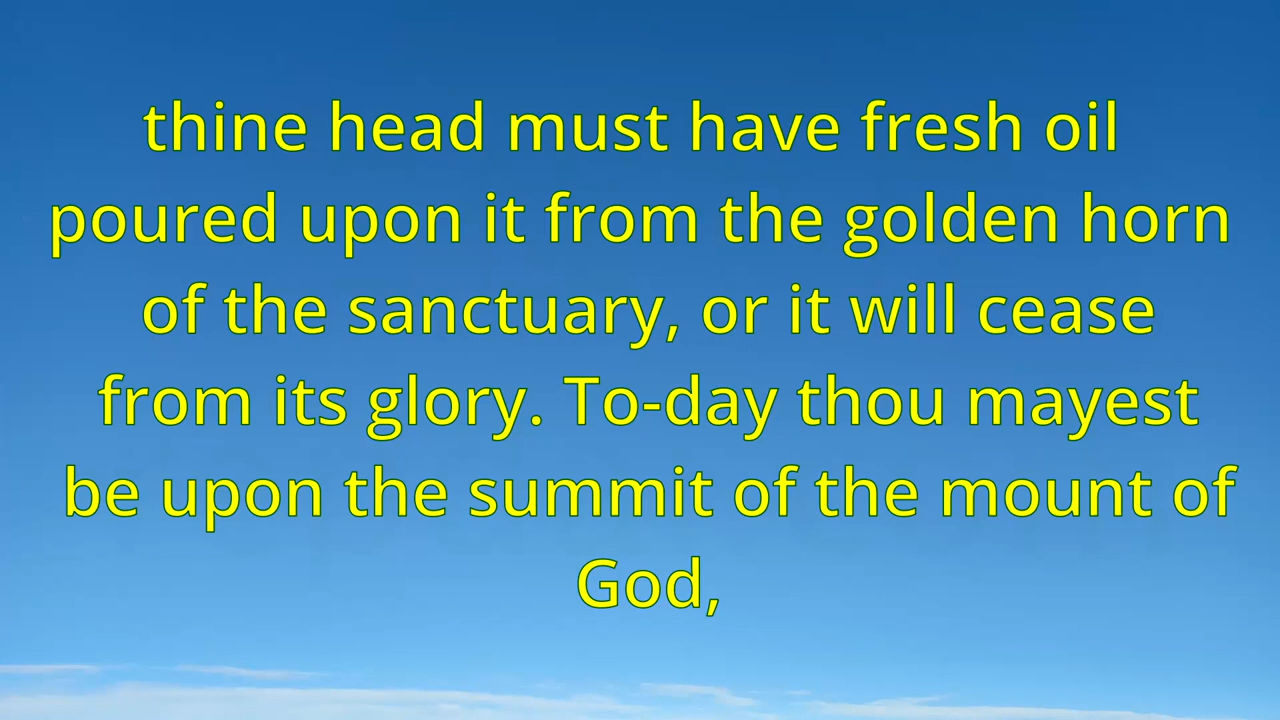 thine head must have fresh oil
poured upon it from the golden horn
of the sanctuary, or it will cease
from its glory. To-day thou mayest
be upon the summit of the mount of
God,